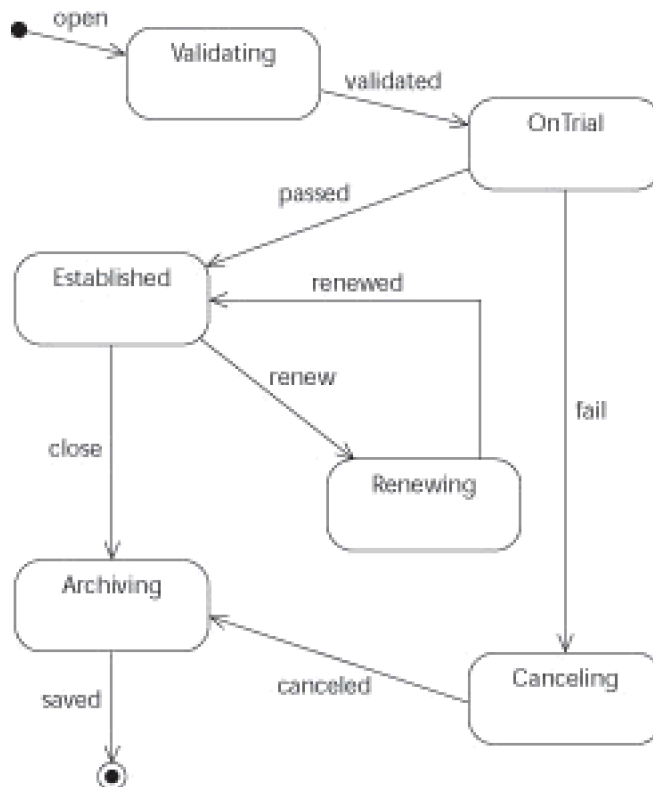 open
Validating
validated
OnTrial
passed
Established
renewed
renew
fail
close
Renewing
Archiving
Canceling
canceled
saved